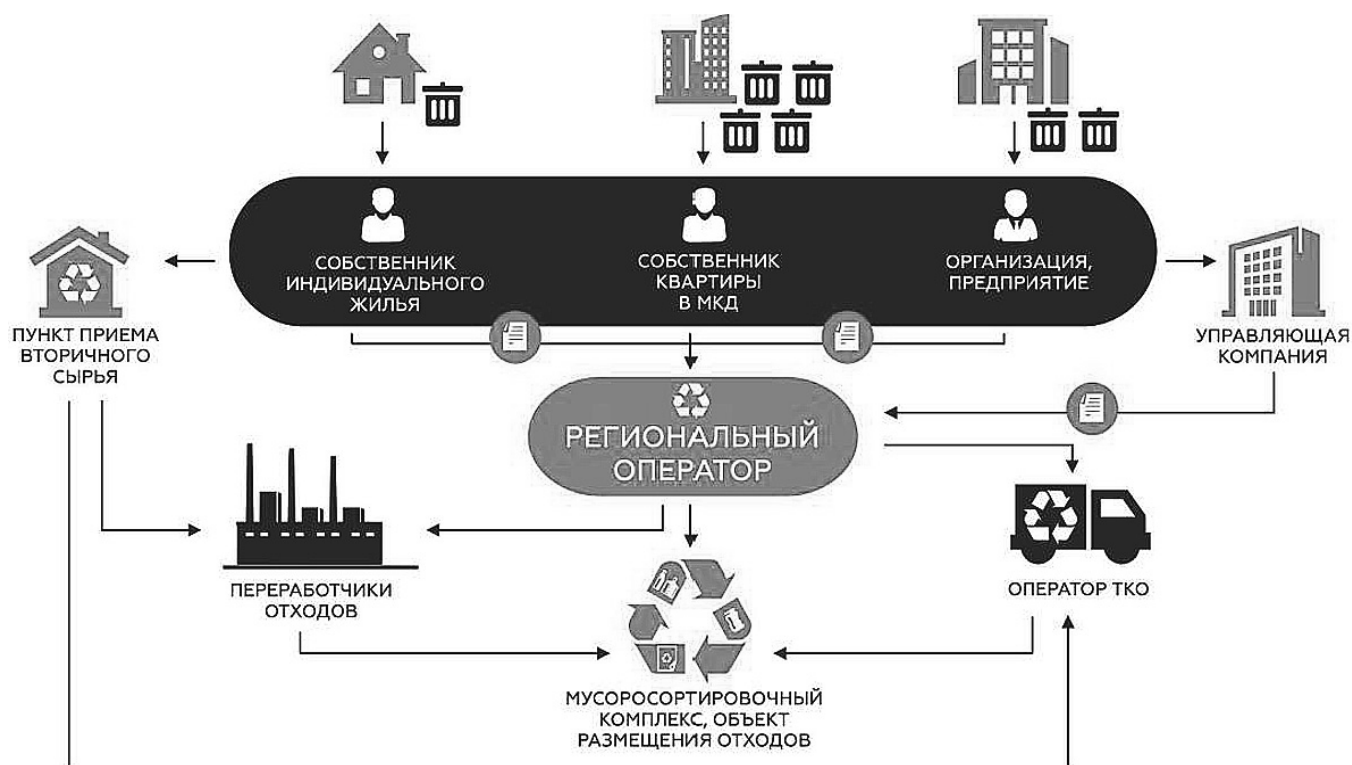 СОБСТВЕННИК
ИНДИВИДУАЛЬНОГО
ЖИЛЬЯ
СОБСТВЕННИК
КВАРТИРЫ
В МКД
ОРГАНИЗАЦИЯ,
ПРЕДПРИЯТИЕ
ПУНКТ ПРИЕМА
ВТОРИЧНОГО
СЫРЬЯ
УПРАВЛЯЮЩАЯ
КОМПАНИЯ
РЕГИОНАЛЬНЫЙ
ОПЕРАТОР
ПЕРЕРАБОТЧИКИ
ОТХОДОВ
ОПЕРАТОР ТКО
МУСОРОСОРТИРОВОЧНЫЙ
КОМПЛЕКС, ОБЪЕКТ
РАЗМЕЩЕНИЯ ОТХОДОВ